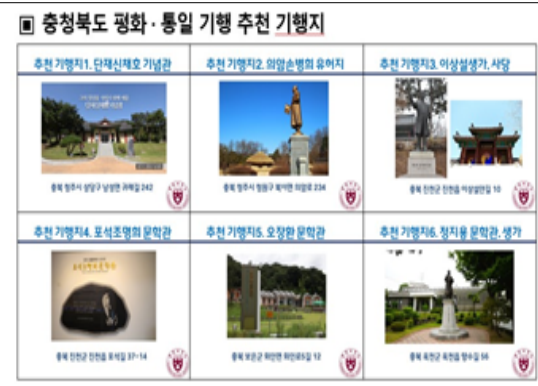 ▣ 충청북도 평화·통일 기행 추천 기행지
추천 기행지1. 단재신채호 기념관
추천 기행지2. 의암손병희 유허지
추천 기행지3. 이상설생가, 사당
충북 청주시 상당구 낭성면 귀래길 242
충북 청주시 청원구 북이면 의암로 234
충북 진천군 진천읍 이상설안길 10
추천 기행지4. 포석조명희 문학관
추천 기행지5. 오장환 문학관
추천 기행지6. 정지용 문학관, 생가
충북 진천군 진천읍 포석길 37-14
충북 보은군 회인면 회인로5길 12
충북 옥천군 옥천읍 향수길 56